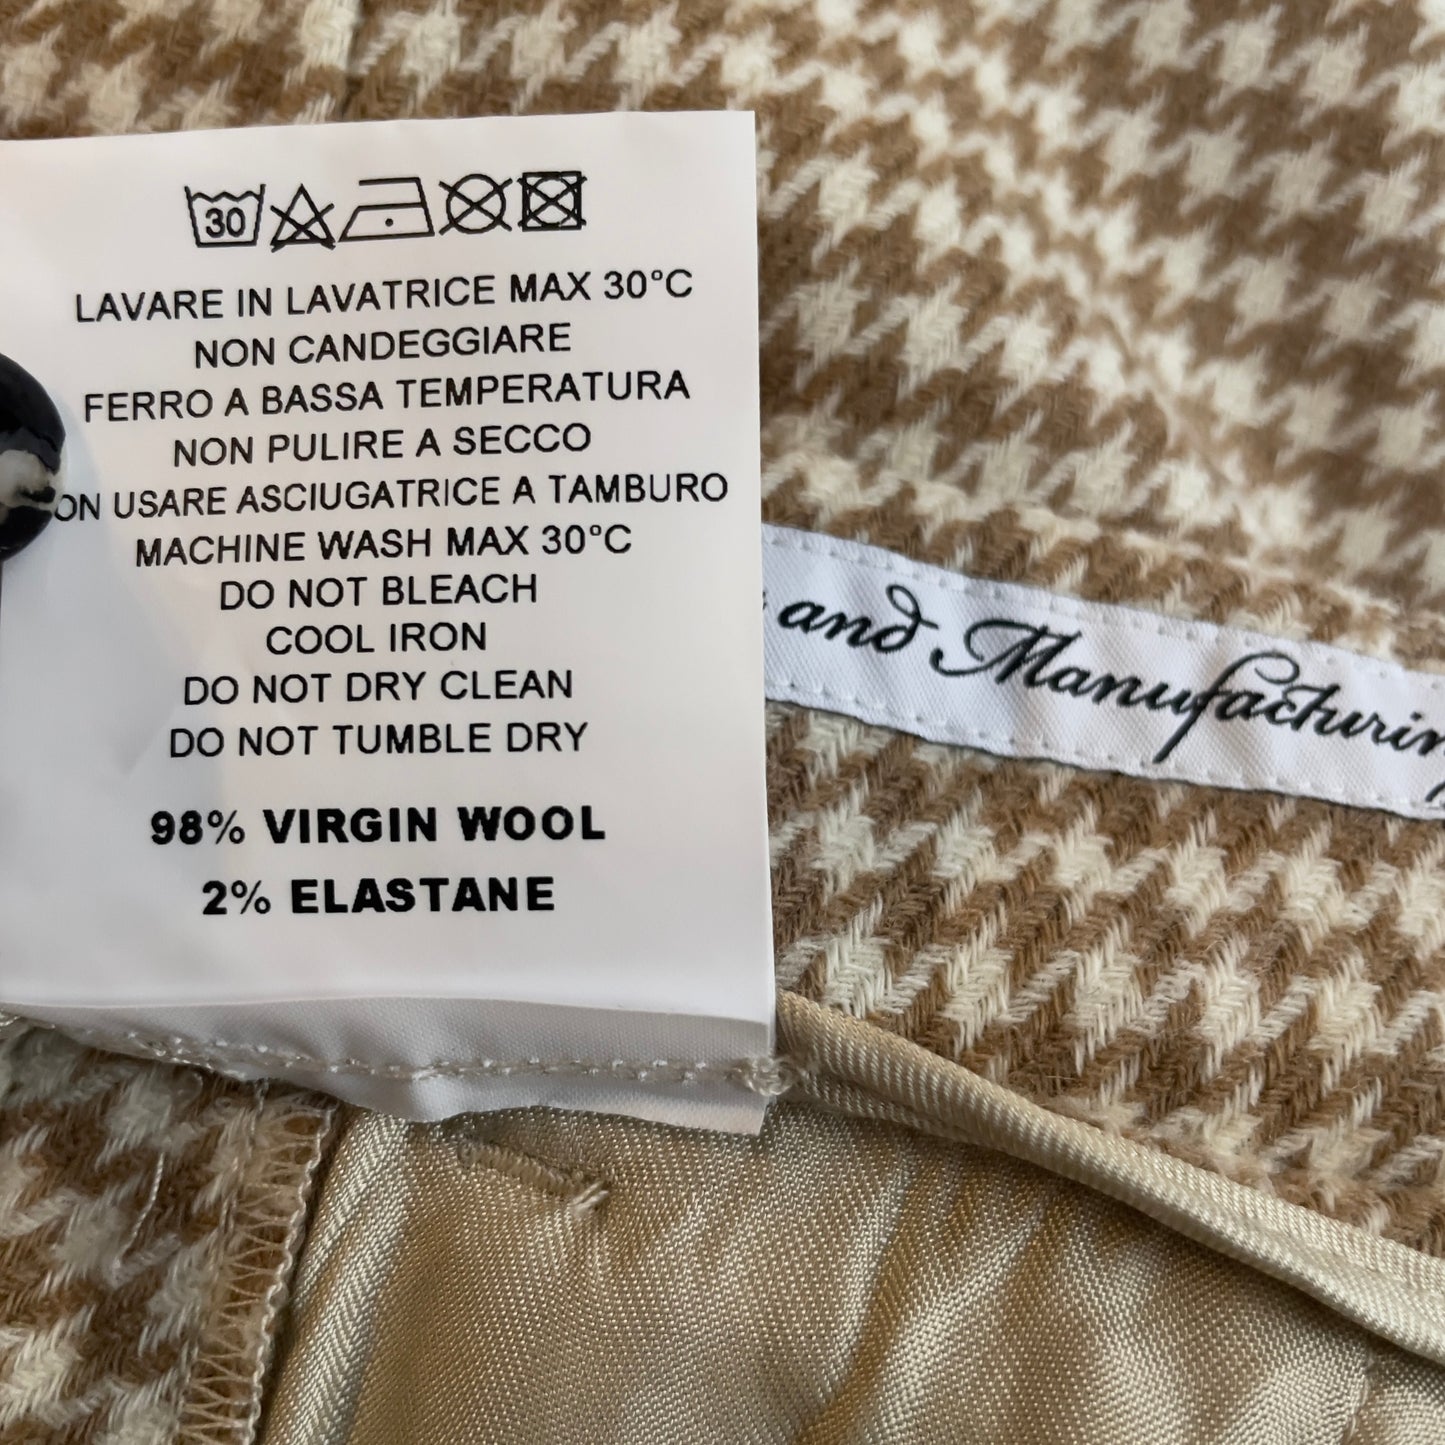 30
LAVARE IN LAVATRICE MAX 30°C
NON CANDEGGIARE
FERRO A BASSA TEMPERATURA
NON PULIRE A SECCO
ON USARE ASCIUGATRICE A TAMBURO
MACHINE WASH MAX 30°C
DO NOT BLEACH
COOL IRON
DO NOT DRY CLEAN
DO NOT TUMBLE DRY
98% VIRGIN WOOL
2% ELASTANE
and Manufacturin